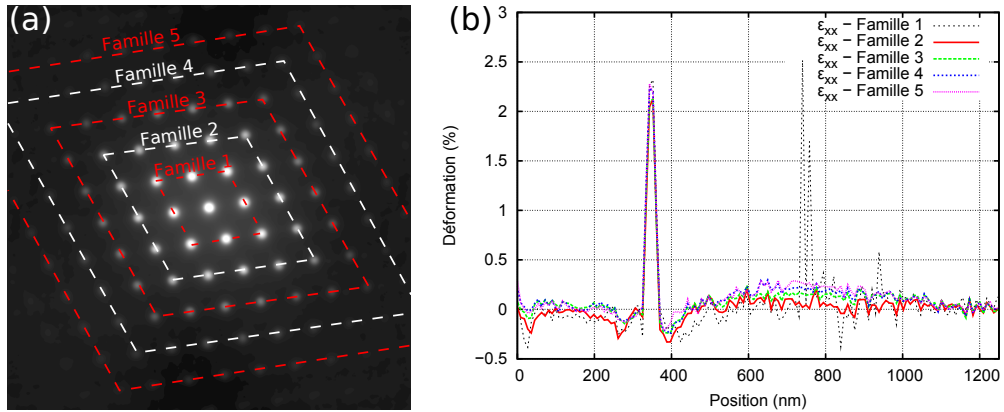 (a)
Famille 5
Famille 4
Famille 3
Famille 2
Famille 1
(b)
εxx − Famille 1
εxx − Famille 2
εxx − Famille 3
εxx − Famille 4
εxx − Famille 5
3
2.5
2
1.5
1
0.5
0
−0.5
Déformation (%)
0 200 400 600 800 1000 1200
Position (nm)